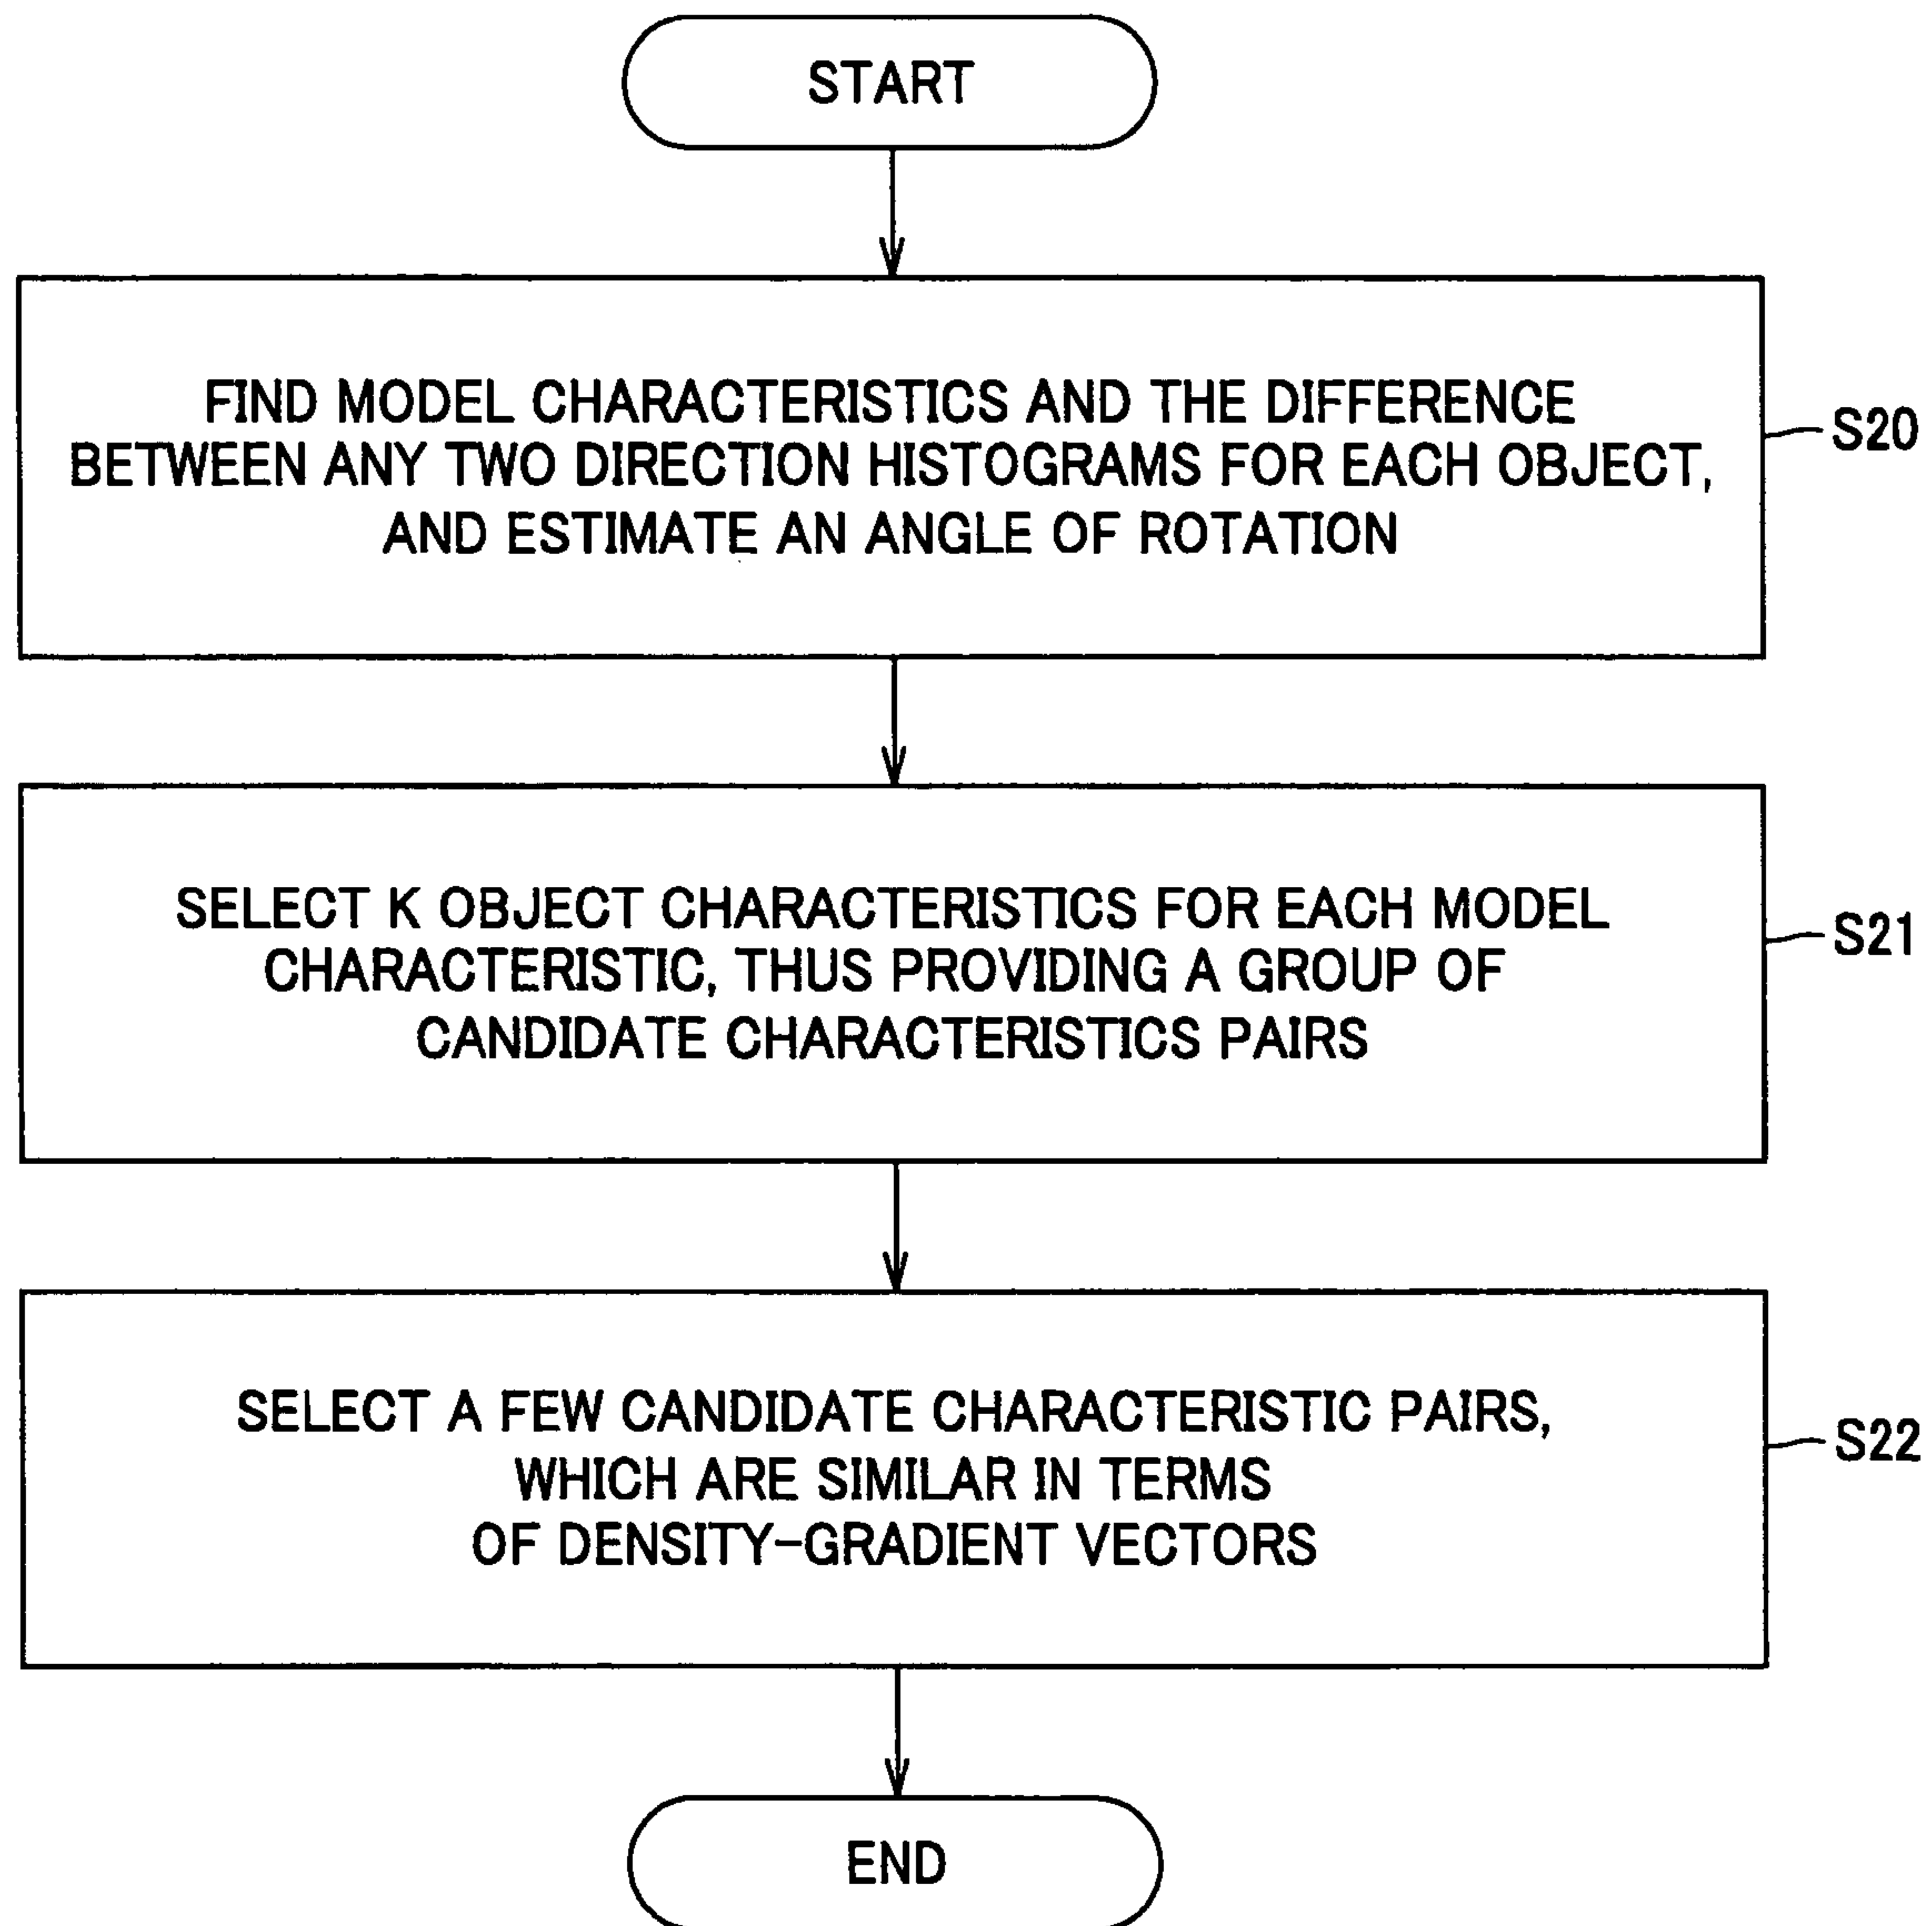 START
FIND MODEL CHARACTERISTICS AND THE DIFFERENCE
BETWEEN ANY TWO DIRECTION HISTOGRAMS FOR EACH OBJECT,
AND ESTIMATE AN ANGLE OF ROTATION
S20
SELECT K OBJECT CHARACTERISTICS FOR EACH MODEL
CHARACTERISTIC, THUS PROVIDING A GROUP OF
CANDIDATE CHARACTERISTICS PAIRS
S21
SELECT A FEW CANDIDATE CHARACTERISTIC PAIRS,
WHICH ARE SIMILAR IN TERMS
OF DENSITY-GRADIENT VECTORS
S22
END